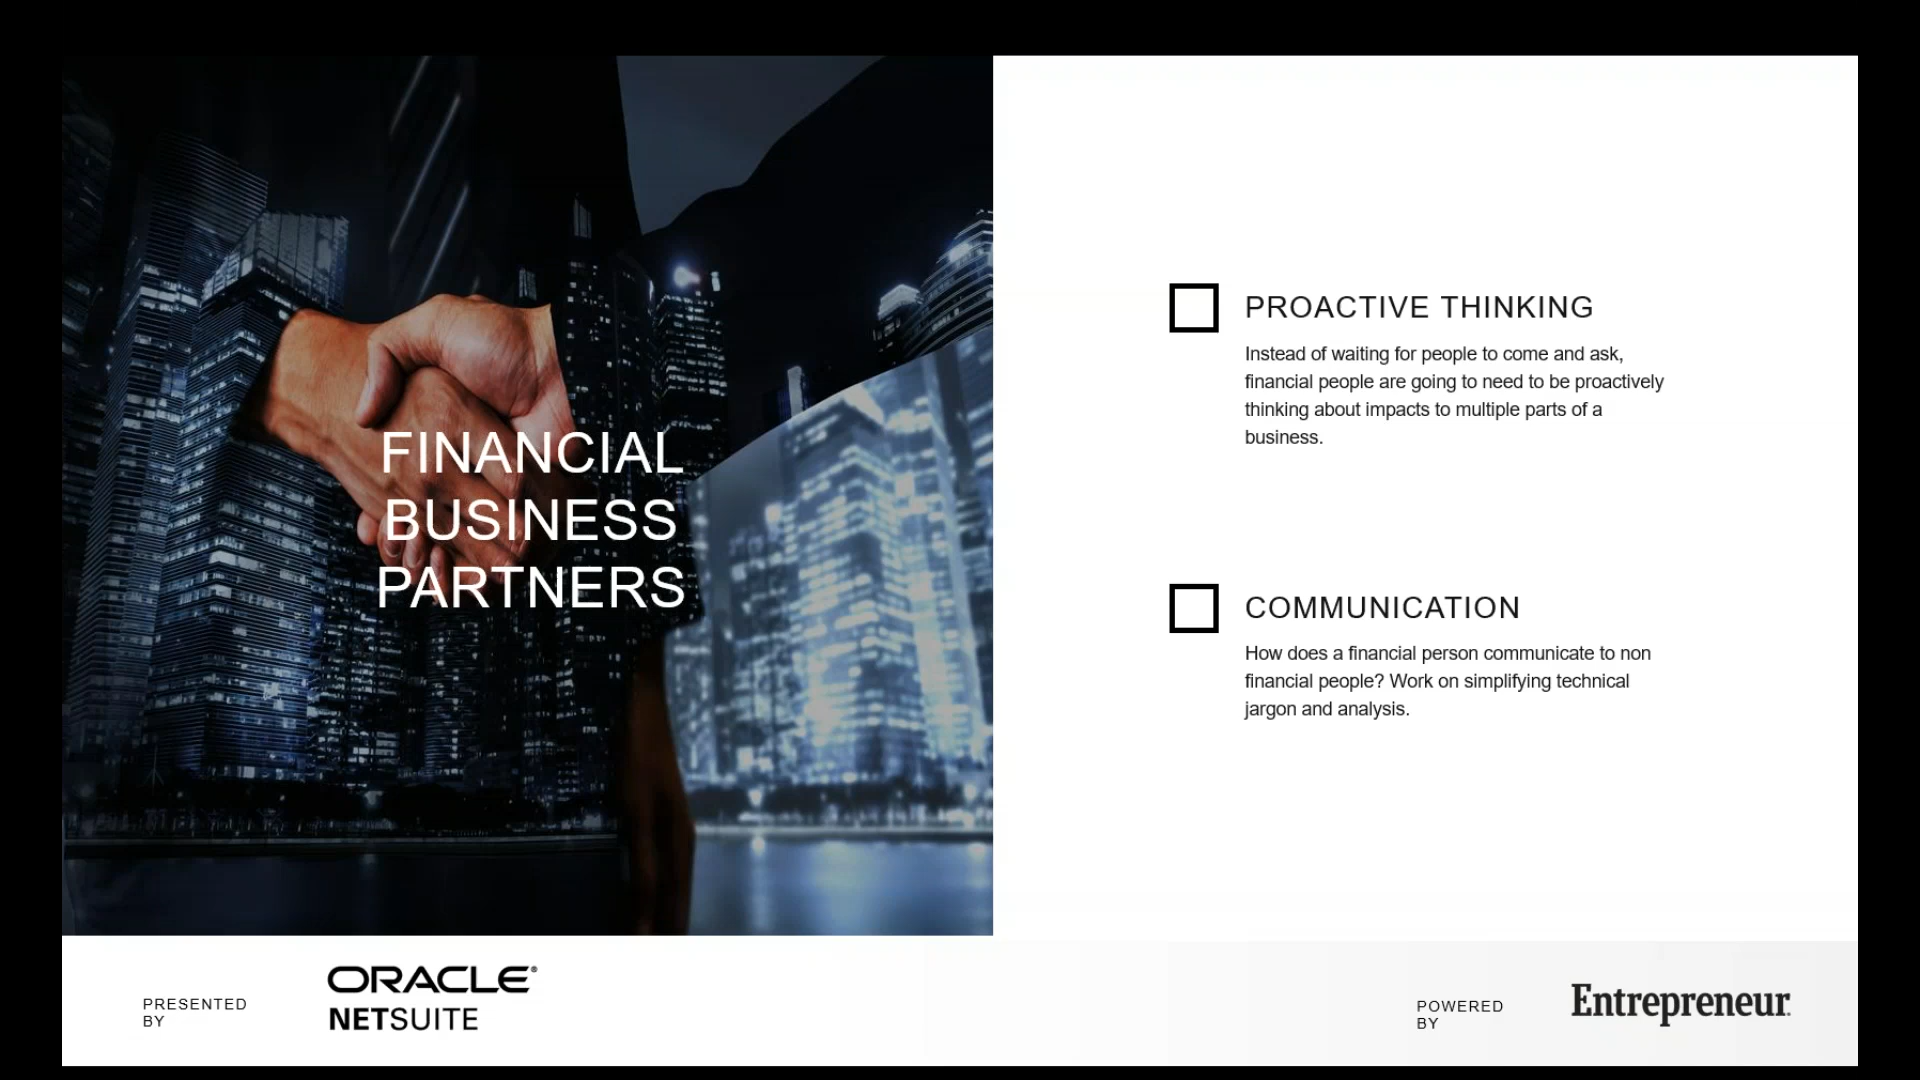 FINANCIAL
BUSINESS
PARTNERS
PROACTIVE THINKING
Instead of waiting for people to come and ask,
financial people are going to need to be proactively
thinking about impacts to multiple parts of a
business.
COMMUNICATION
How does a financial person communicate to non
financial people? Work on simplifying technical
jargon and analysis.
PRESENTED
BY
ORACLE®
NETSUITE
POWERED
BY
Entrepreneur